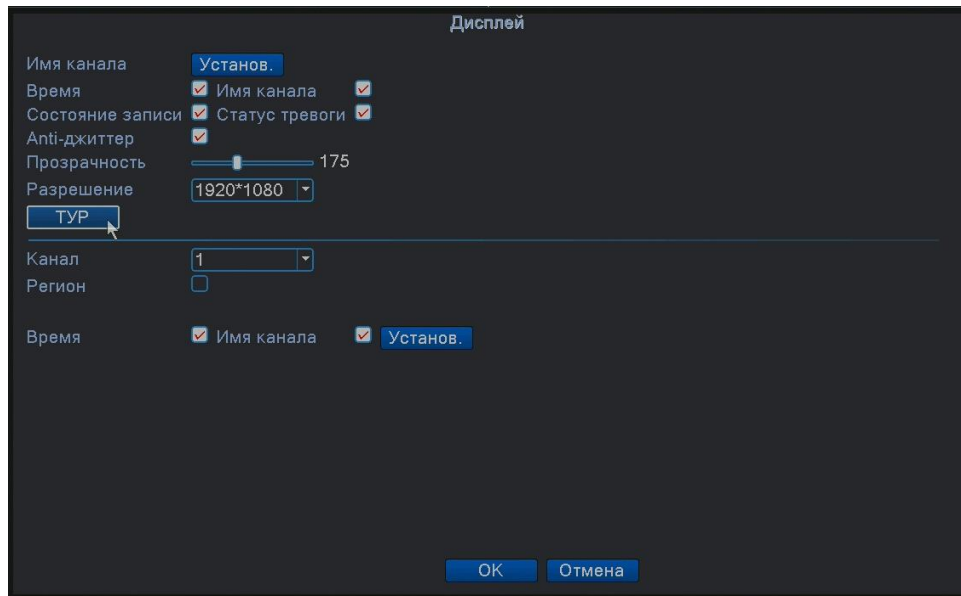 Дисплей
Имя канала Установ.
Время Имя канала
Состояние записи Статус тревоги
Anti-джиттер
Прозрачность 175
Разрешение 1920*1080
ТУР
Канал 1
Регион
Время Имя канала Установ.
OK Отмена